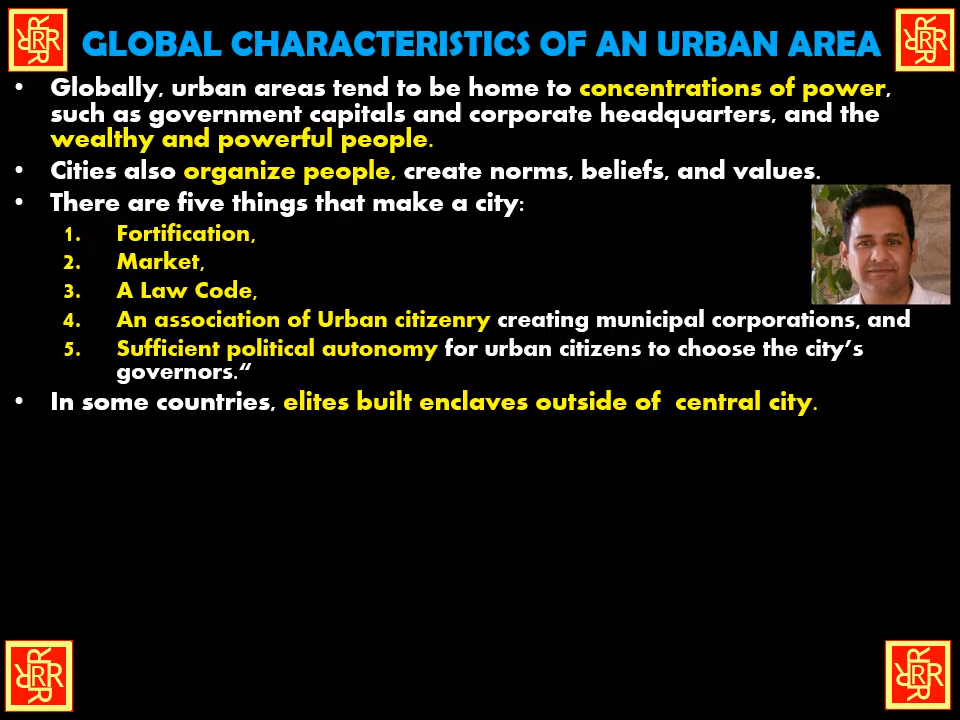 GLOBAL CHARACTERISTICS OF AN URBAN AREA
• Globally, urban areas tend to be home to concentrations of power,
such as government capitals and corporate headquarters, and the
wealthy and powerful people.
• Cities also organize people, create norms, beliefs, and values.
• There are five things that make a city:
1. Fortification,
2. Market,
3. A Law Code,
4. An association of Urban citizenry creating municipal corporations, and
5. Sufficient political autonomy for urban citizens to choose the city's
governors.“
• In some countries, elites built enclaves outside of central city.
RRRRR
RRRRR
RRRRR
RRRRR